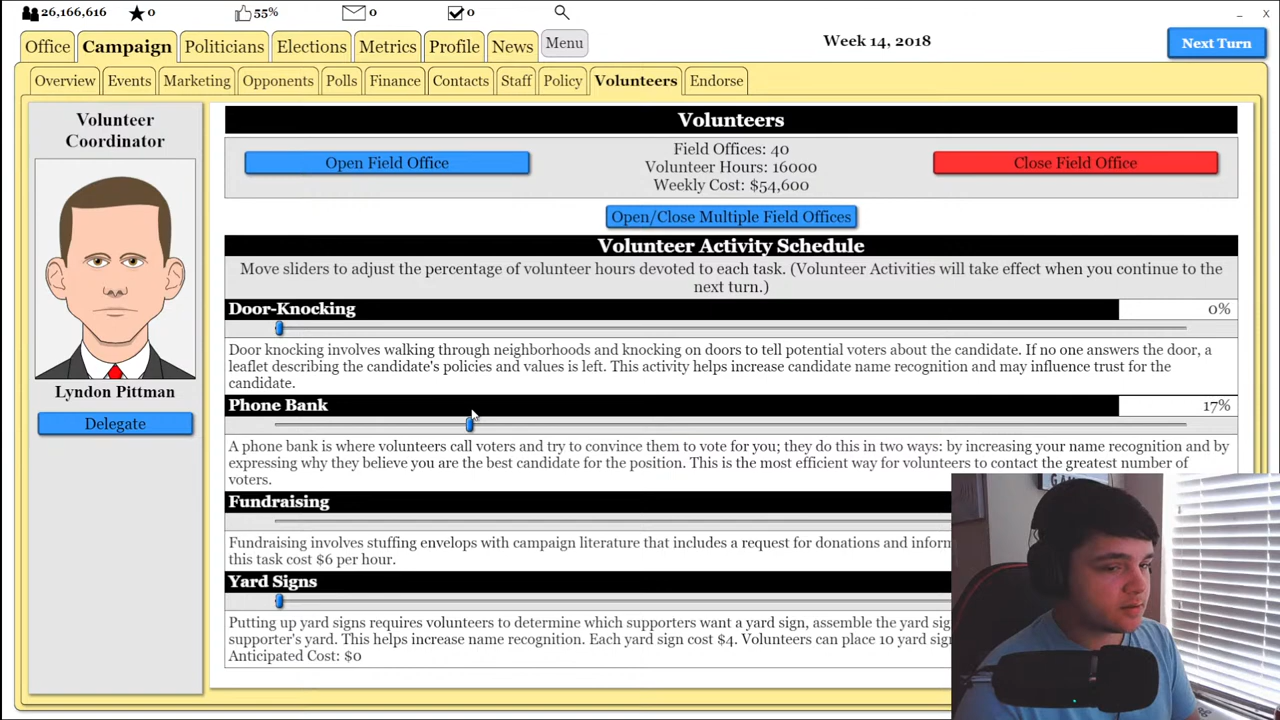 26,166,616 0 55% 0 0
Office Campaign Politicians Elections Metrics Profile News Menu
Week 14, 2018
Next Turn
Overview Events Marketing Opponents Polls Finance Contacts Staff Policy Volunteers Endorse
Volunteer
Coordinator
Lyndon Pittman
Delegate
Volunteers
Open Field Office
Field Offices: 40
Volunteer Hours: 16000
Weekly Cost: $54,600
Close Field Office
Open/Close Multiple Field Offices
Volunteer Activity Schedule
Move sliders to adjust the percentage of volunteer hours devoted to each task. (Volunteer Activities will take effect when you continue to the
next turn.)
Door-Knocking 0%
Door knocking involves walking through neighborhoods and knocking on doors to tell potential voters about the candidate. If no one answers the door, a
leaflet describing the candidate's policies and values is left. This activity helps increase candidate name recognition and may influence trust for the
candidate.
Phone Bank 17%
A phone bank is where volunteers call voters and try to convince them to vote for you; they do this in two ways: by increasing your name recognition and by
expressing why they believe you are the best candidate for the position. This is the most efficient way for volunteers to contact the greatest number of
voters.
Fundraising
Fundraising involves stuffing envelops with campaign literature that includes a request for donations and inform
this task cost $6 per hour.
Yard Signs
Putting up yard signs requires volunteers to determine which supporters want a yard sign, assemble the yard sig
supporter's yard. This helps increase name recognition. Each yard sign cost $4. Volunteers can place 10 yard sign
Anticipated Cost: $0